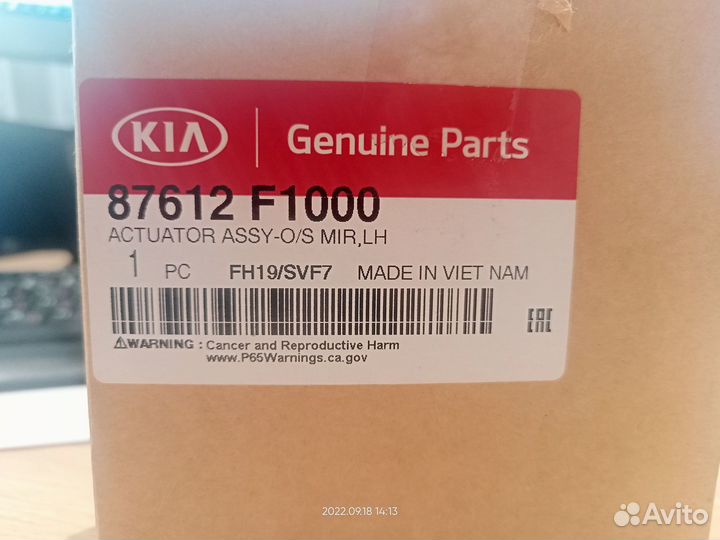 KIA Genuine Parts
87612 F1000
ACTUATOR ASSY-O/S MIR,LH
1 PC FH19/SVF7 MADE IN VIET NAM
EAC
⚠WARNING : Cancer and Reproductive Harm
www.P65Warnings.ca.gov
2022.09.18 14:13
Avito